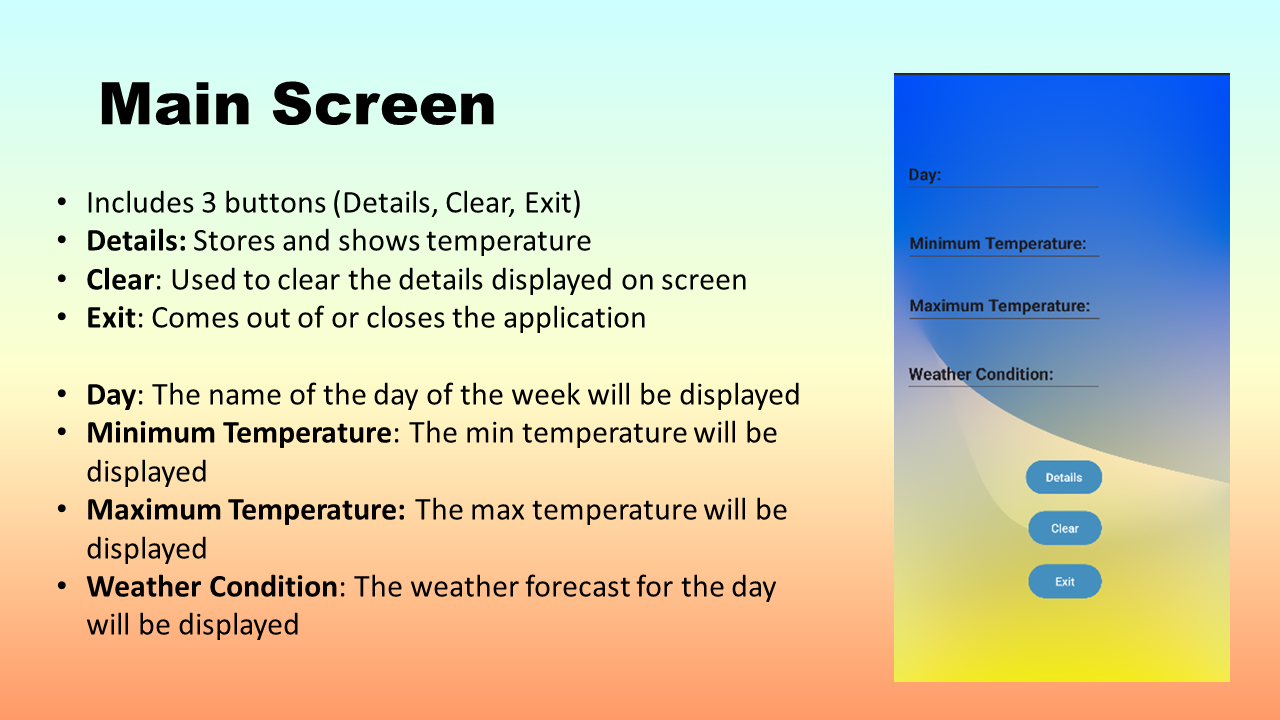 Main Screen
• Includes 3 buttons (Details, Clear, Exit)
• Details: Stores and shows temperature
• Clear: Used to clear the details displayed on screen
• Exit: Comes out of or closes the application
• Day: The name of the day of the week will be displayed
• Minimum Temperature: The min temperature will be
displayed
• Maximum Temperature: The max temperature will be
displayed
• Weather Condition: The weather forecast for the day
will be displayed
Day:
Minimum Temperature:
Maximum Temperature:
Weather Condition:
Details
Clear
Exit